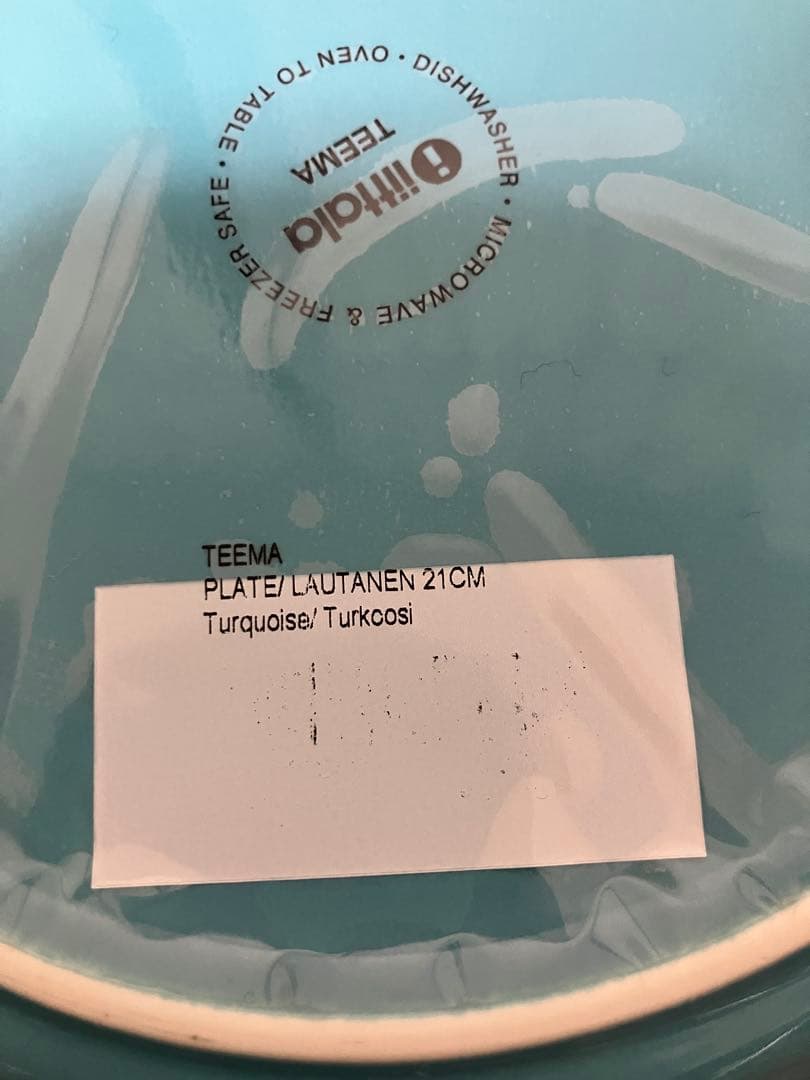 OVEN TO TABLE • DISHWASHER • MICROWAVE & FREEZER SAFE •
iittala
TEEMA
TEEMA
PLATE/ LAUTANEN 21CM
Turquoise/ Turkoosi